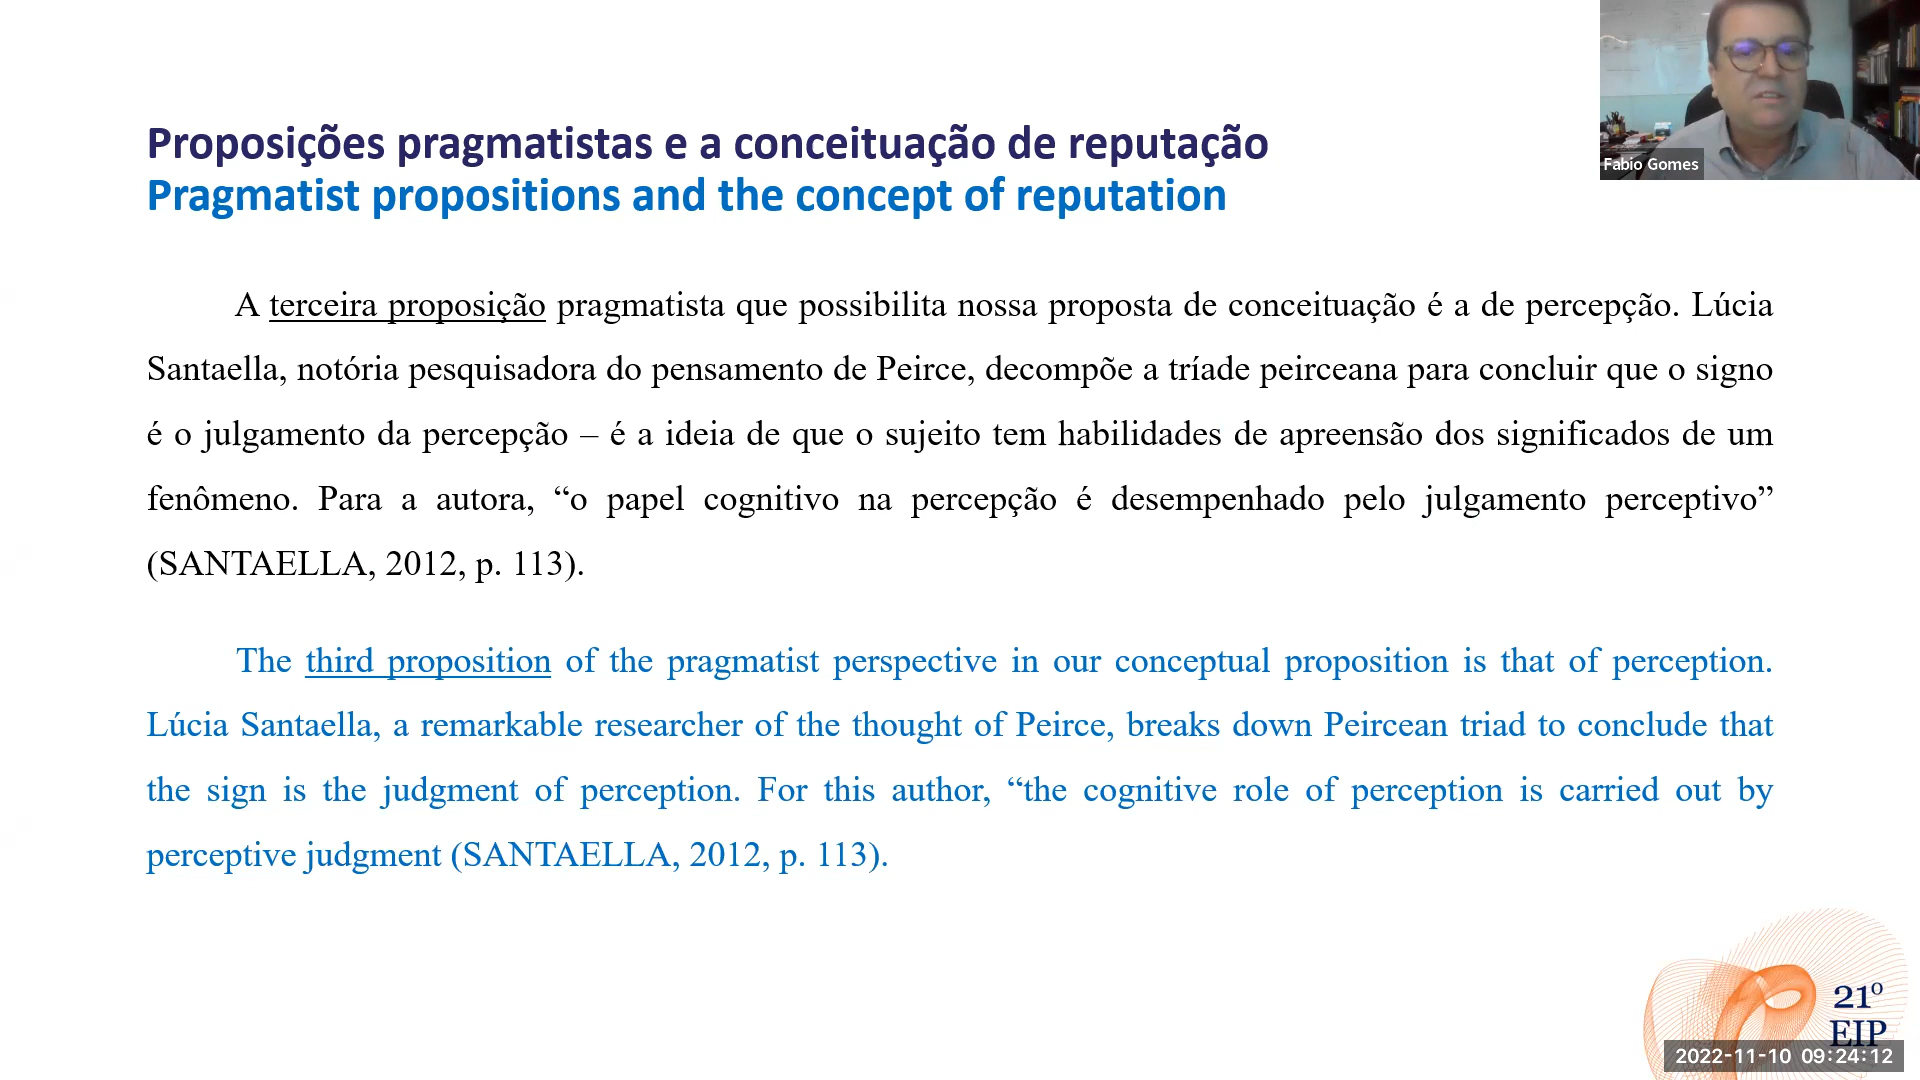 Fabio Gomes
Proposições pragmatistas e a conceituação de reputação
Pragmatist propositions and the concept of reputation
A terceira proposição pragmatista que possibilita nossa proposta de conceituação é a de percepção. Lúcia
Santaella, notória pesquisadora do pensamento de Peirce, decompõe a tríade peirceana para concluir que o signo
é o julgamento da percepção – é a ideia de que o sujeito tem habilidades de apreensão dos significados de um
fenômeno. Para a autora, “o papel cognitivo na percepção é desempenhado pelo julgamento perceptivo”
(SANTAELLA, 2012, p. 113).
The third proposition of the pragmatist perspective in our conceptual proposition is that of perception.
Lúcia Santaella, a remarkable researcher of the thought of Peirce, breaks down Peircean triad to conclude that
the sign is the judgment of perception. For this author, “the cognitive role of perception is carried out by
perceptive judgment (SANTAELLA, 2012, p. 113).
21º
EIP
2022-11-10 09:24:12